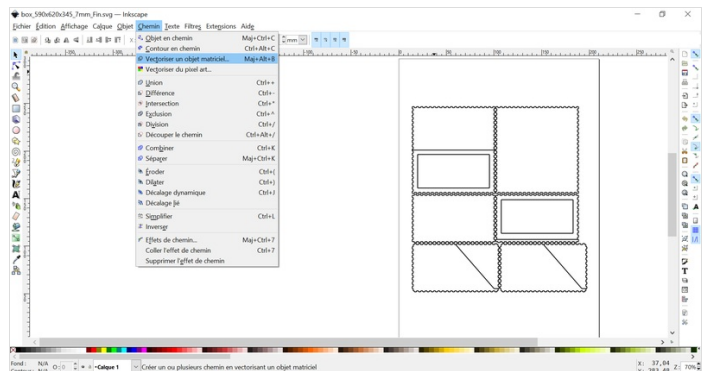 box_590x620x345_7mm_Fin.svg — Inkscape
Fichier Édition Affichage Calque Objet Chemin Texte Filtres Extensions Aide
Objet en chemin Maj+Ctrl+C
mm
Contour en chemin Ctrl+Alt+C
Vectoriser un objet matriciel... Maj+Alt+B
Vectoriser du pixel art...
Union Ctrl++
Différence Ctrl+-
Intersection Ctrl+*
Exclusion Ctrl+^
Division Ctrl+/
Découper le chemin Ctrl+Alt+/
Combiner Ctrl+K
Séparer Maj+Ctrl+K
Éroder Ctrl+(
Dilater Ctrl+)
Décalage dynamique Ctrl+J
Décalage lié
Simplifier Ctrl+L
Inverser
Effets de chemin... Maj+Ctrl+7
Coller l'effet de chemin Ctrl+7
Supprimer l'effet de chemin
Fond : N/A
O: 0
•Calque 1
Créer un ou plusieurs chemin en vectorisant un objet matriciel
X: 37,04
Z: 70%